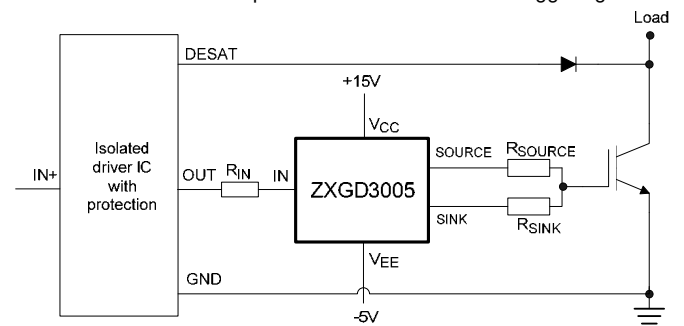 Load
DESAT
+15V
VCC
Isolated
driver IC
with
protection
IN+
OUT
RIN
IN
ZXGD3005
SOURCE
RSOURCE
SINK
RSINK
VEE
GND
-5V